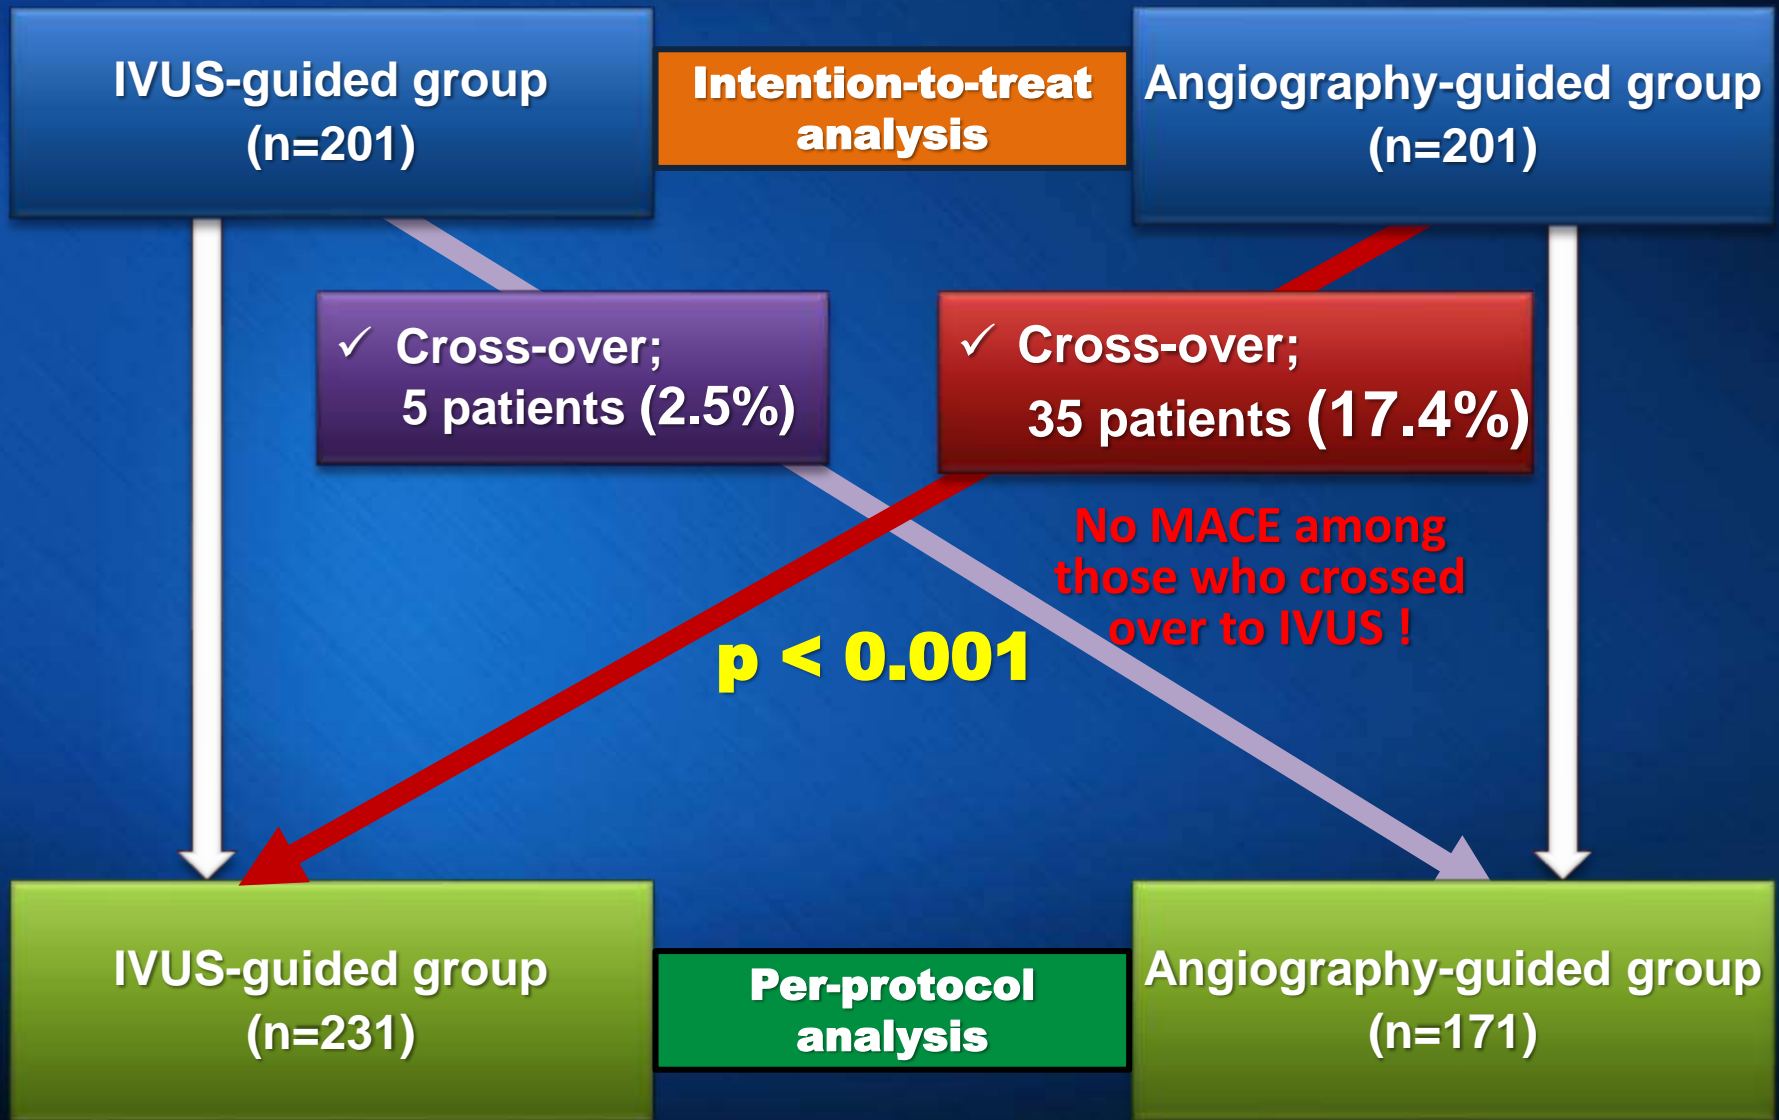 IVUS-guided group
(n=201)
Intention-to-treat
analysis
Angiography-guided group
(n=201)
✓ Cross-over;
5 patients (2.5%)
✓ Cross-over;
35 patients (17.4%)
No MACE among
those who crossed
over to IVUS !
p < 0.001
IVUS-guided group
(n=231)
Per-protocol
analysis
Angiography-guided group
(n=171)